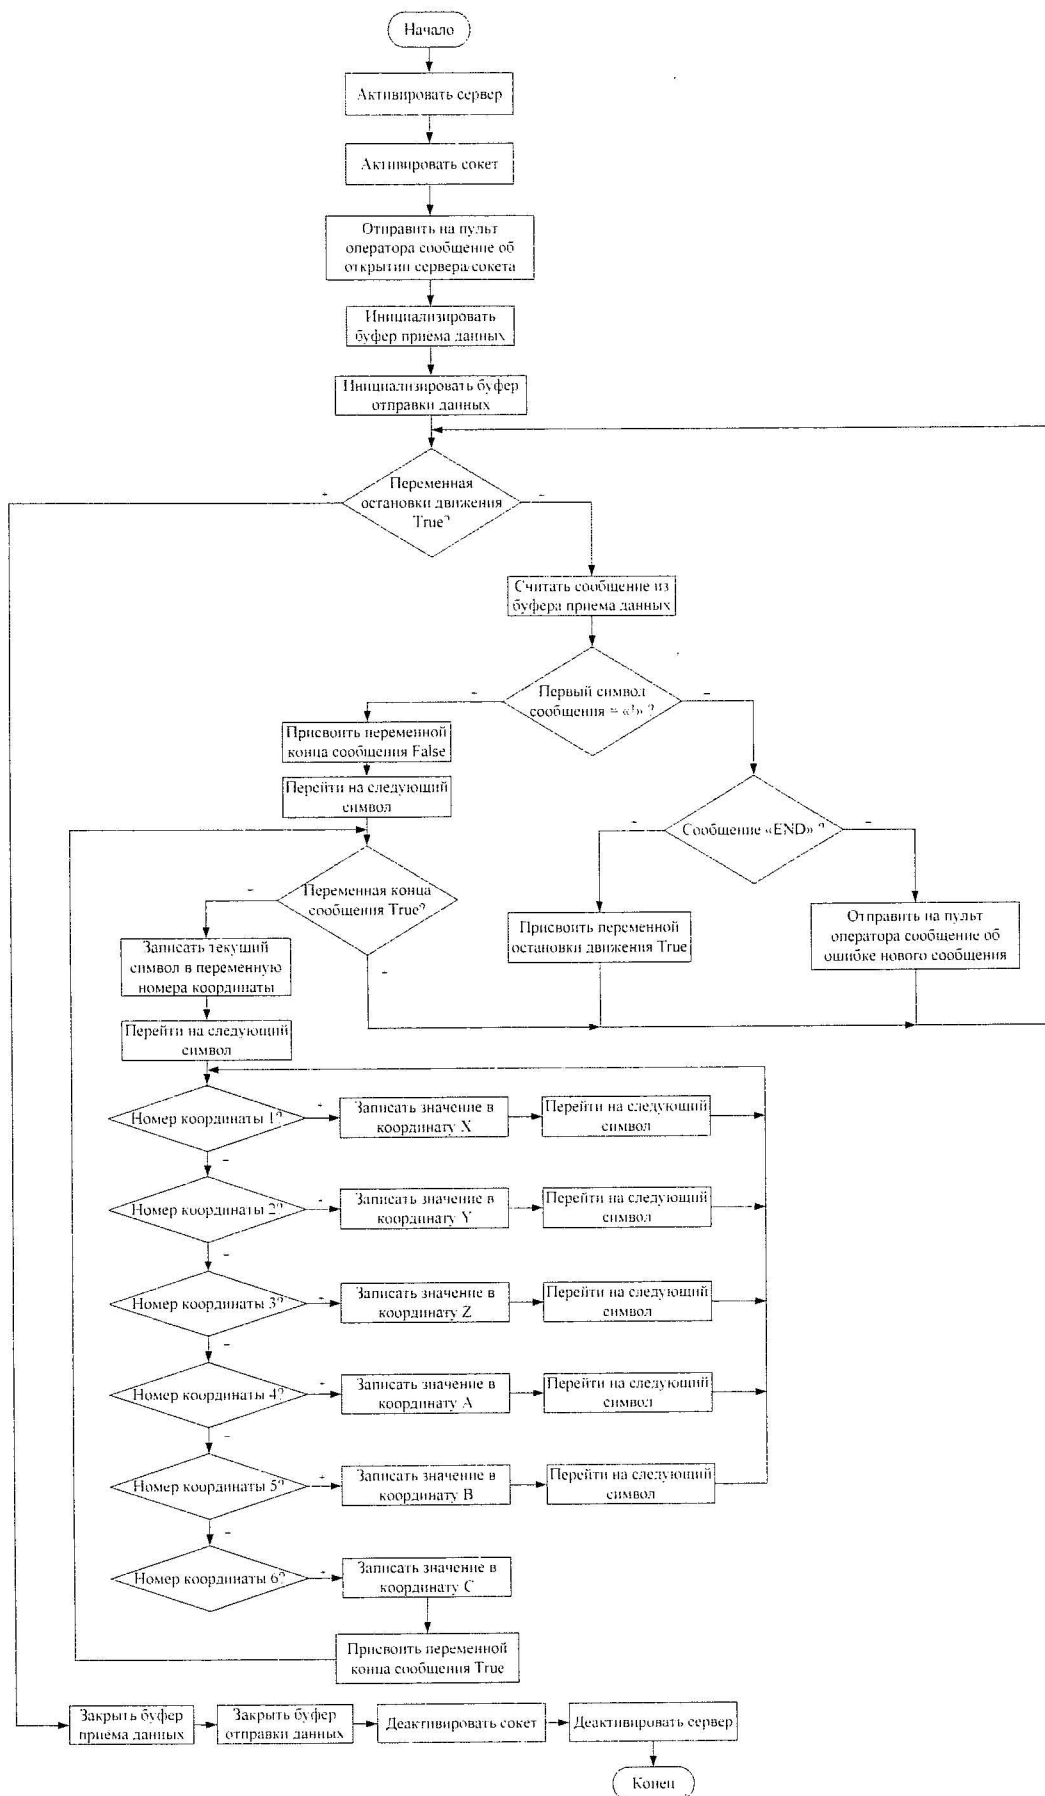 Начало
Активировать сервер
Активировать сокет
Отправить на пульт
оператора сообщение об
открытии сервера/сокета
Инициализировать
буфер приема данных
Инициализировать буфер
отправки данных
Переменная
остановки движения
True?
+
–
Считать сообщение из
буфера приема данных
Первый символ
сообщения = «!» ?
–
Присвоить переменной
конца сообщения False
Перейти на следующий
символ
Сообщение «END» ?
–
Переменная конца
сообщения True?
–
Присвоить переменной
остановки движения True
Отправить на пульт
оператора сообщение об
ошибке нового сообщения
Записать текущий
символ в переменную
номера координаты
Перейти на следующий
символ
Номер координаты 1?
+
–
Записать значение в
координату X
Перейти на следующий
символ
Номер координаты 2?
+
–
Записать значение в
координату Y
Перейти на следующий
символ
Номер координаты 3?
+
–
Записать значение в
координату Z
Перейти на следующий
символ
Номер координаты 4?
+
–
Записать значение в
координату A
Перейти на следующий
символ
Номер координаты 5?
+
–
Записать значение в
координату B
Перейти на следующий
символ
Номер координаты 6?
+
Записать значение в
координату C
Присвоить переменной
конца сообщения True
Закрыть буфер
приема данных
Закрыть буфер
отправки данных
Деактивировать сокет
Деактивировать сервер
Конец